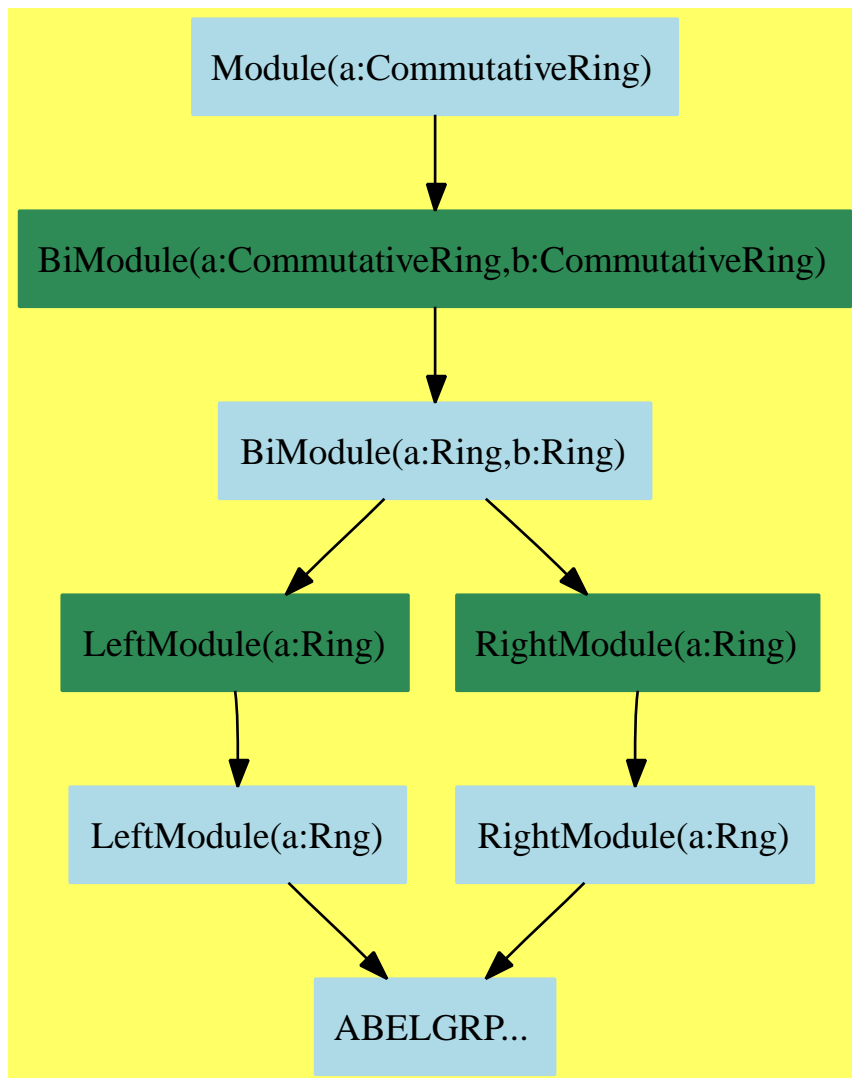 Module(a:CommutativeRing)
BiModule(a:CommutativeRing,b:CommutativeRing)
BiModule(a:Ring,b:Ring)
LeftModule(a:Ring)
RightModule(a:Ring)
LeftModule(a:Rng)
RightModule(a:Rng)
ABELGRP...